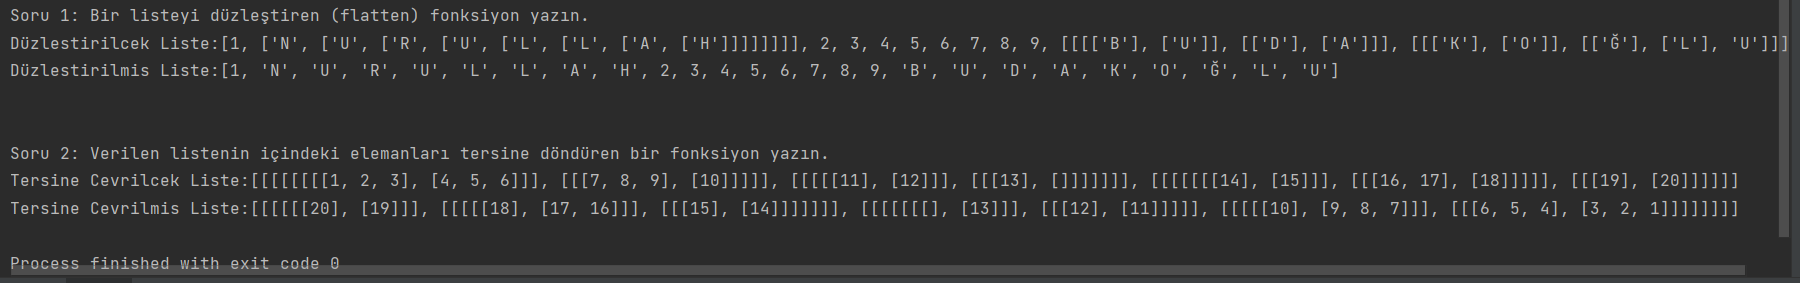 Soru 1: Bir listeyi düzleştiren (flatten) fonksiyon yazın.
Düzlestirilcek Liste:[1, ['N', ['U', ['R', ['U', ['L', ['L', ['A', ['H']]]]]]]], 2, 3, 4, 5, 6, 7, 8, 9, [[[['B'], ['U']], [['D'], ['A']]], [[['K'], ['O']], [['Ğ'], ['L'], 'U']]]
Düzlestirilmis Liste:[1, 'N', 'U', 'R', 'U', 'L', 'L', 'A', 'H', 2, 3, 4, 5, 6, 7, 8, 9, 'B', 'U', 'D', 'A', 'K', 'O', 'Ğ', 'L', 'U']
Soru 2: Verilen listenin içindeki elemanları tersine döndüren bir fonksiyon yazın.
Tersine Cevrilcek Liste:[[[[[[[[1, 2, 3], [4, 5, 6]]], [[[7, 8, 9], [10]]]]], [[[[[11], [12]]], [[[13], []]]]]]], [[[[[[[14], [15]]], [[[16, 17], [18]]]]], [[[19], [20]]]]]]
Tersine Cevrilmis Liste:[[[[[[20], [19]]], [[[[[18], [17, 16]]], [[[15], [14]]]]]]], [[[[[[[], [13]]], [[[12], [11]]]]], [[[[[10], [9, 8, 7]]], [[[6, 5, 4], [3, 2, 1]]]]]]]]
Process finished with exit code 0